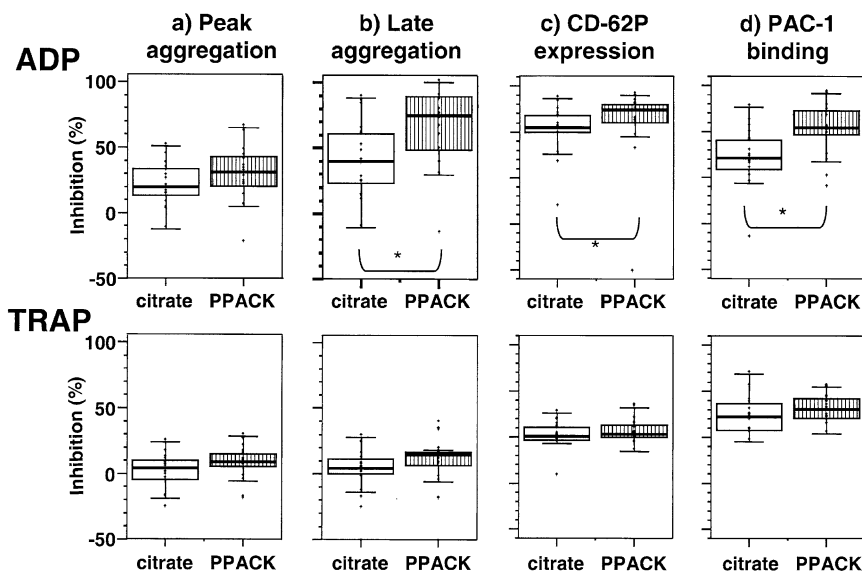 a) Peak aggregation
b) Late aggregation
c) CD-62P expression
d) PAC-1 binding
ADP
Inhibition (%)
100
50
0
-50
*
*
*
citrate PPACK
citrate PPACK
citrate PPACK
citrate PPACK
TRAP
Inhibition (%)
100
50
0
-50
citrate PPACK
citrate PPACK
citrate PPACK
citrate PPACK